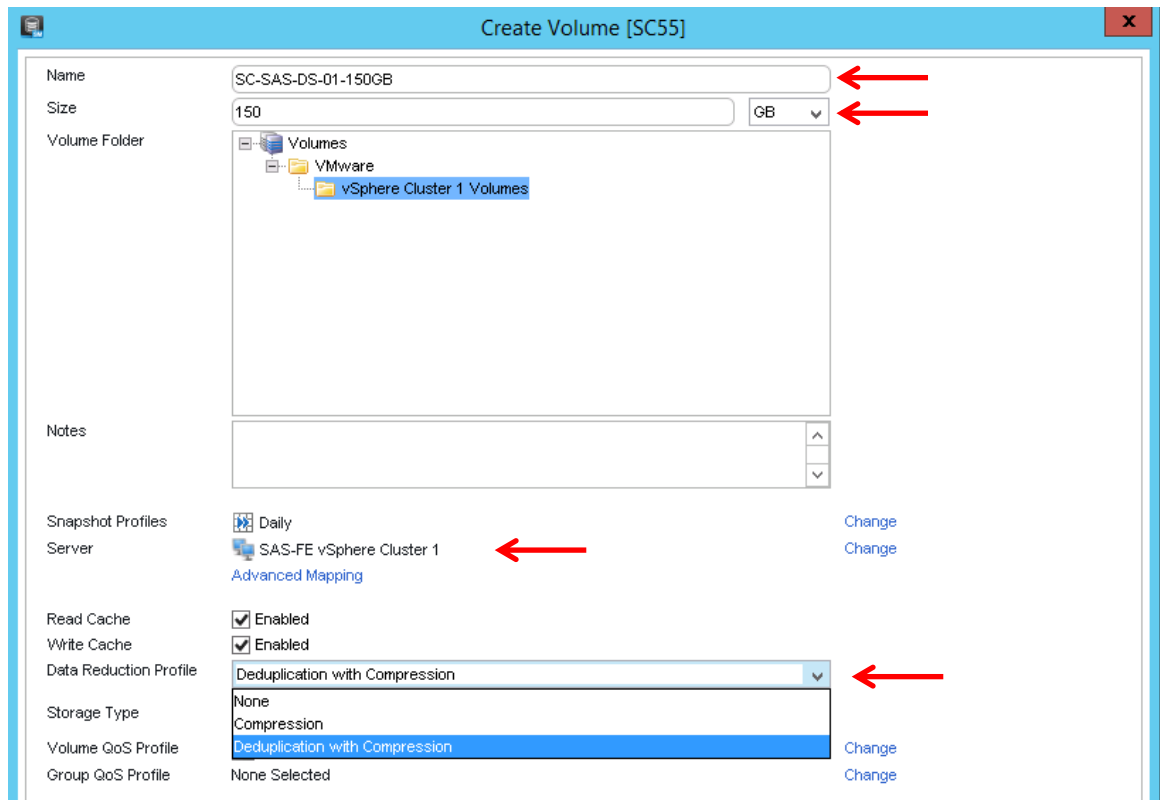 Create Volume [SC55]
x
Name SC-SAS-DS-01-150GB
Size 150 GB
Volume Folder Volumes
VMware
vSphere Cluster 1 Volumes
Notes
Snapshot Profiles Daily Change
Server SAS-FE vSphere Cluster 1 Change
Advanced Mapping
Read Cache Enabled
Write Cache Enabled
Data Reduction Profile Deduplication with Compression
None
Storage Type
Compression
Volume QoS Profile Deduplication with Compression Change
Group QoS Profile None Selected Change